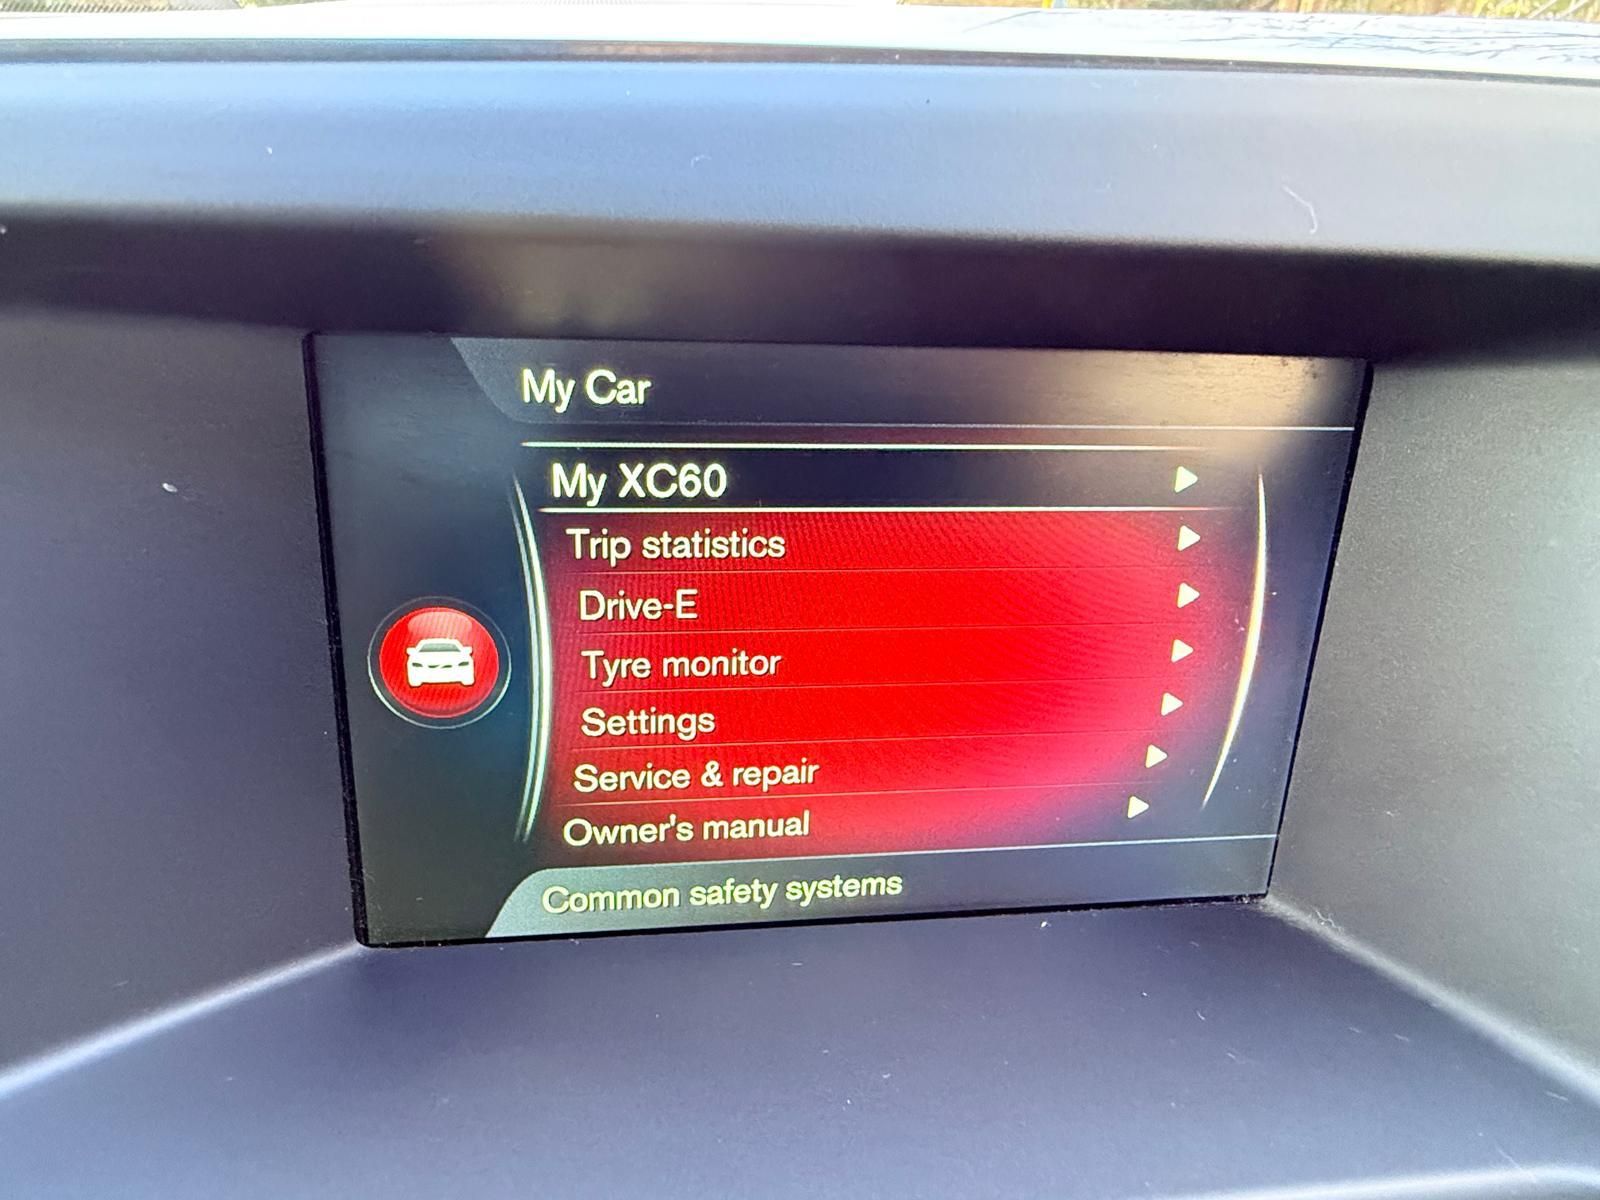 My Car
My XC60
Trip statistics
Drive-E
Tyre monitor
Settings
Service & repair
Owner's manual
Common safety systems